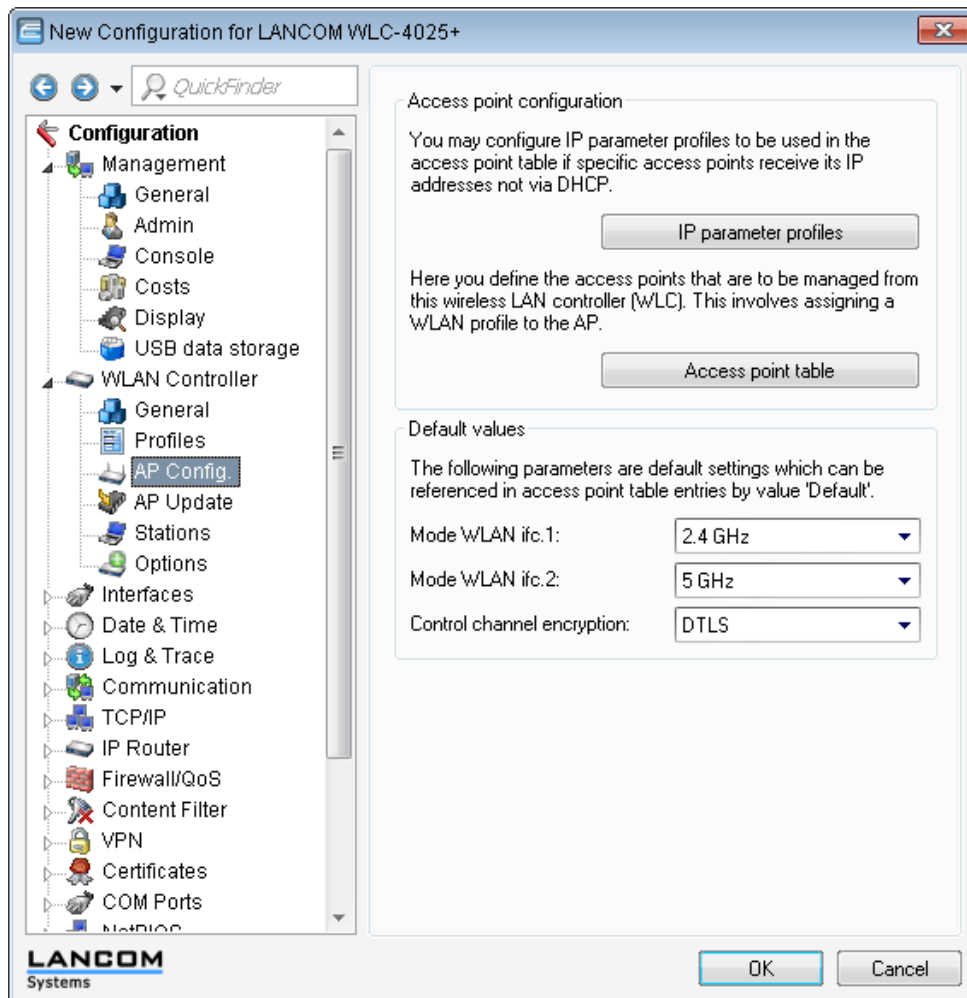 New Configuration for LANCOM WLC-4025+
QuickFinder
Configuration
Management
General
Admin
Console
Costs
Display
USB data storage
WLAN Controller
General
Profiles
AP Config.
AP Update
Stations
Options
Interfaces
Date & Time
Log & Trace
Communication
TCP/IP
IP Router
Firewall/QoS
Content Filter
VPN
Certificates
COM Ports
NetBIOS
LANCOM
Systems
Access point configuration
You may configure IP parameter profiles to be used in the
access point table if specific access points receive its IP
addresses not via DHCP.
IP parameter profiles
Here you define the access points that are to be managed from
this wireless LAN controller (WLC). This involves assigning a
WLAN profile to the AP.
Access point table
Default values
The following parameters are default settings which can be
referenced in access point table entries by value 'Default'.
Mode WLAN ifc.1: 2.4 GHz
Mode WLAN ifc.2: 5 GHz
Control channel encryption: DTLS
OK
Cancel